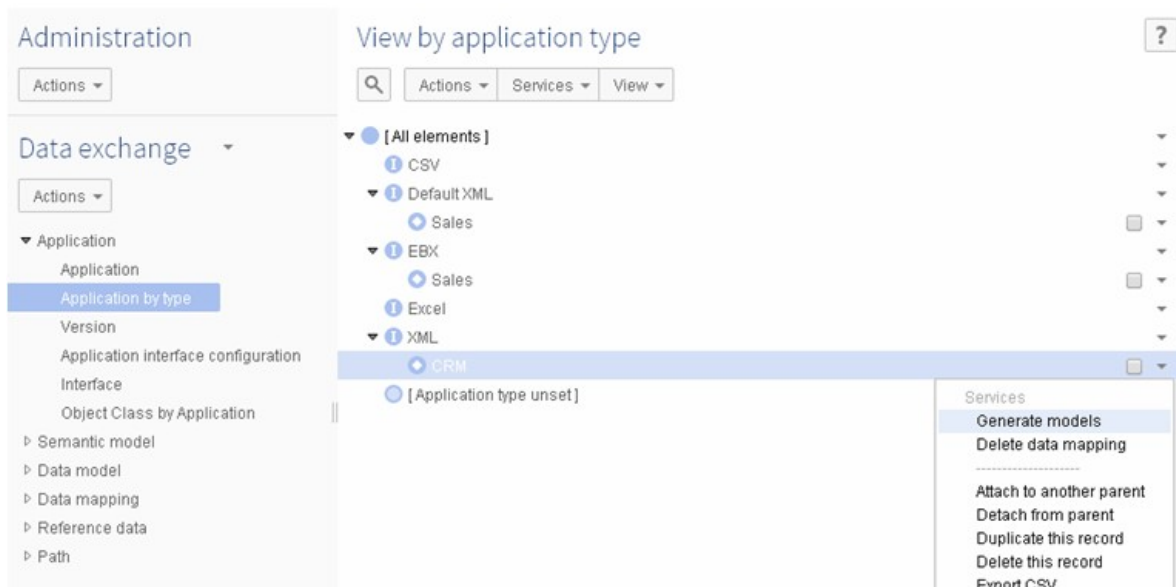 Administration
Actions
Data exchange
Actions
Application
Application
Application by type
Version
Application interface configuration
Interface
Object Class by Application
Semantic model
Data model
Data mapping
Reference data
Path
View by application type
?
Actions Services View
[ All elements ]
CSV
Default XML
Sales
EBX
Sales
Excel
XML
CRM
[ Application type unset ]
Services
Generate models
Delete data mapping
--------------------
Attach to another parent
Detach from parent
Duplicate this record
Delete this record
Export CSV